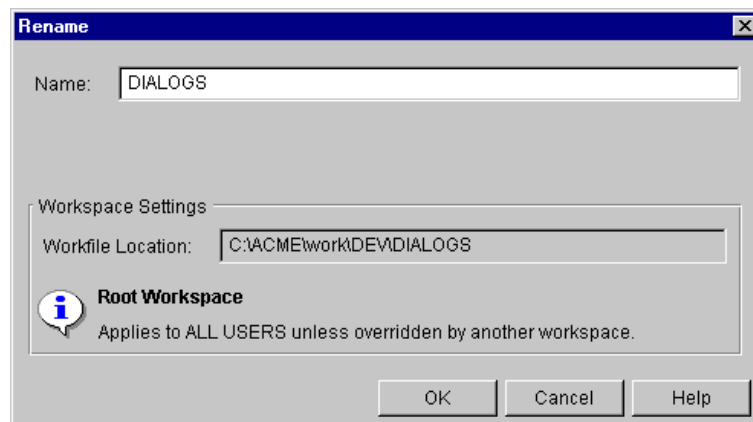 Rename
Name: DIALOGS
Workspace Settings
Workfile Location: C:\ACME\work\DEV\DIALOGS
Root Workspace
Applies to ALL USERS unless overridden by another workspace.
OK Cancel Help